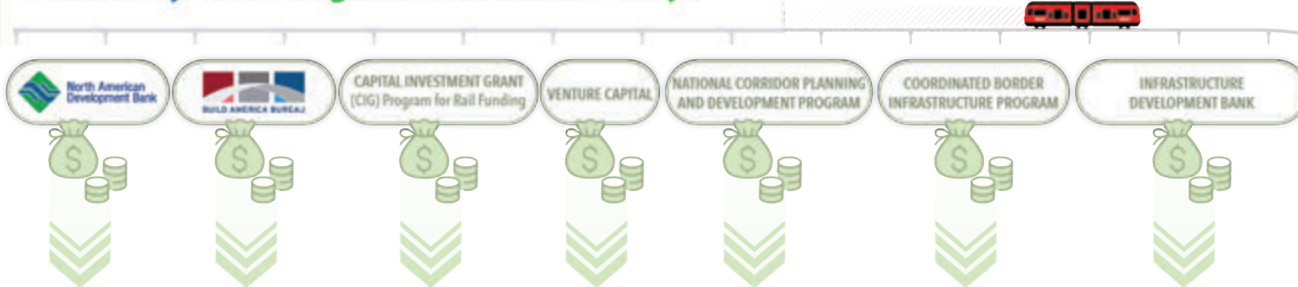 North American
Development Bank
BUILD AMERICA BUREAU
CAPITAL INVESTMENT GRANT
(CIG) Program for Rail Funding
VENTURE CAPITAL
NATIONAL CORRIDOR PLANNING
AND DEVELOPMENT PROGRAM
COORDINATED BORDER
INFRASTRUCTURE PROGRAM
INFRASTRUCTURE
DEVELOPMENT BANK
$
$
$
$
$
$
$